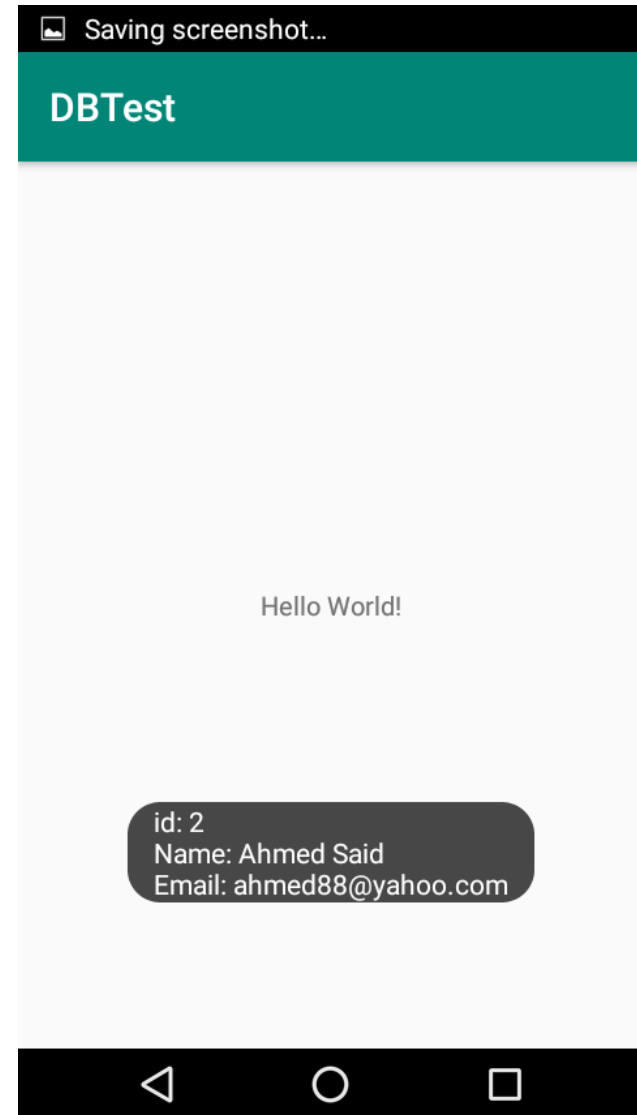 Saving screenshot...
DBTest
Hello World!
id: 2
Name: Ahmed Said
Email: ahmed88@yahoo.com